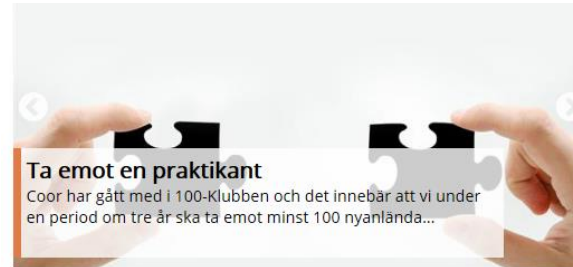 Ta emot en praktikant
Coor har gått med i 100-Klubben och det innebär att vi under
en period om tre år ska ta emot minst 100 nyanlända...